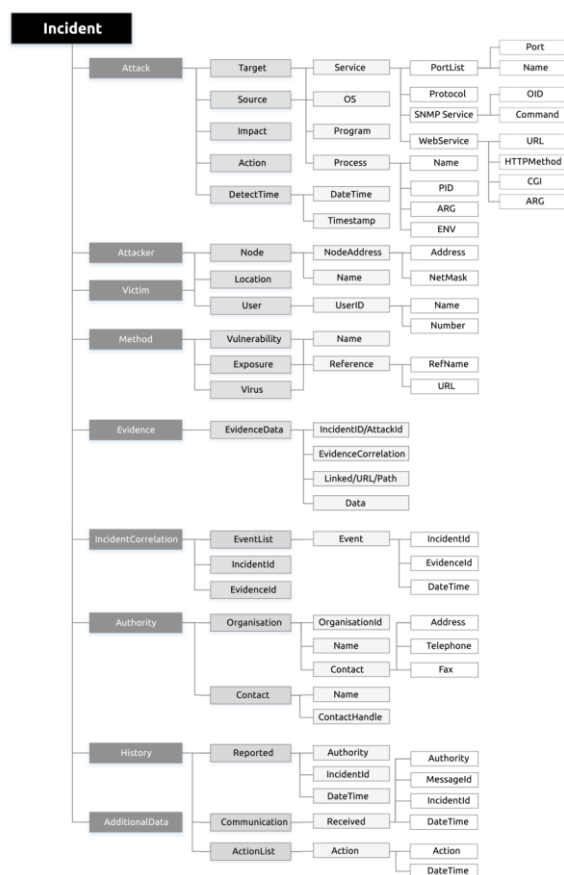 Incident
Port
Attack Target Service PortList Name
Source OS Protocol OID
SNMP Service Command
Impact Program WebService URL
Action Process Name HTTPMethod
PID CGI
DetectTime DateTime ARG ARG
Timestamp ENV
Attacker Node NodeAddress Address
Location Name NetMask
Victim
User UserID Name
Number
Method Vulnerability Name
Exposure Reference RefName
Virus URL
Evidence EvidenceData IncidentID/AttackId
EvidenceCorrelation
Linked/URL/Path
Data
IncidentCorrelation EventList Event IncidentId
IncidentId EvidenceId
EvidenceId DateTime
Authority Organisation OrganisationId Address
Name Telephone
Contact Fax
Contact Name
ContactHandle
History Reported Authority Authority
IncidentId MessageId
DateTime IncidentId
AdditionalData Communication Received DateTime
ActionList Action Action
DateTime